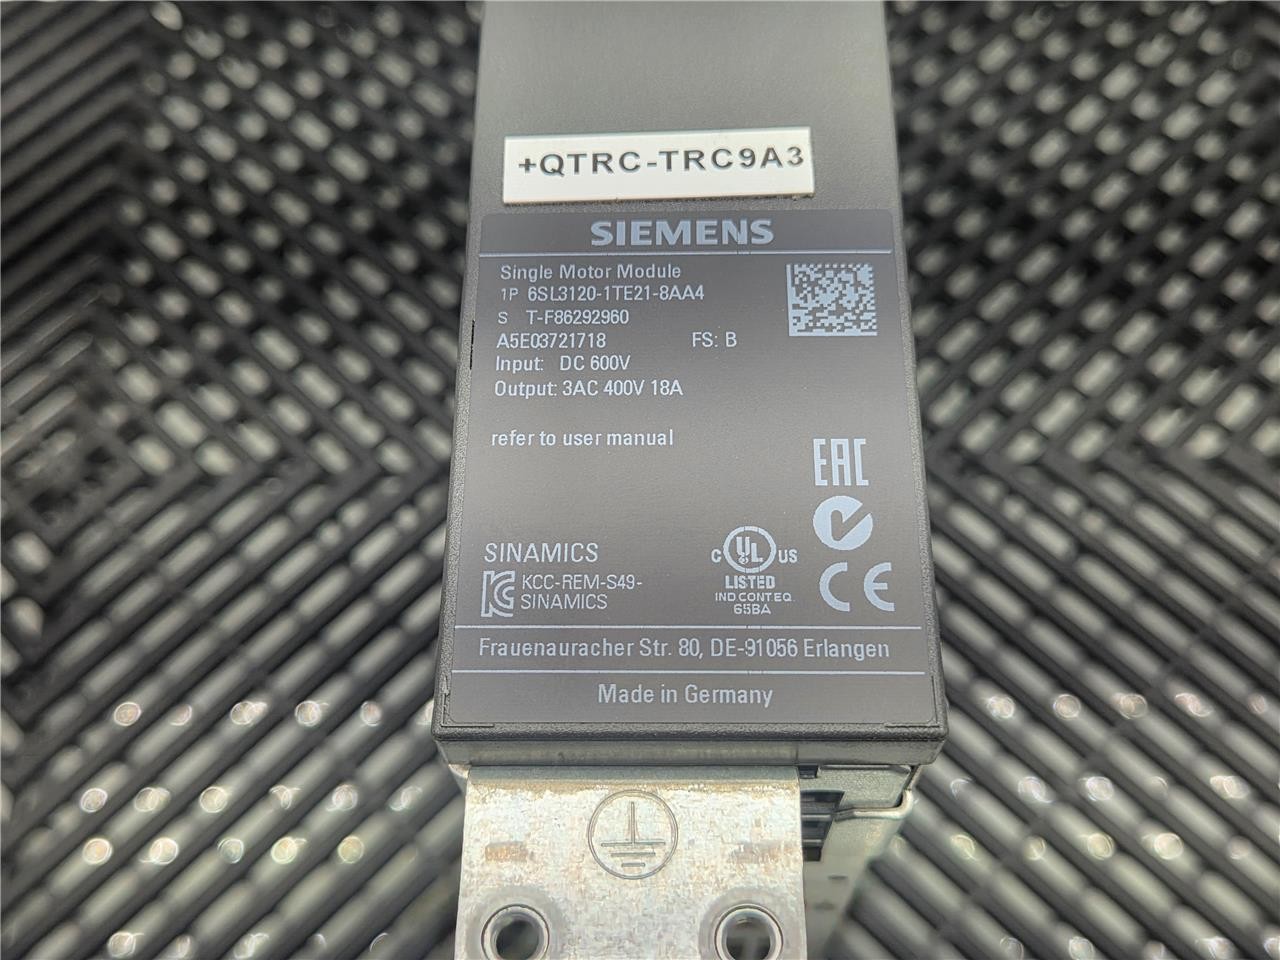 +QTRC-TRC9A3
SIEMENS
Single Motor Module
1P 6SL3120-1TE21-8AA4
S T-F86292960
A5E03721718 FS: B
Input: DC 600V
Output: 3AC 400V 18A
refer to user manual
EAC
SINAMICS
KCC-REM-S49-
SINAMICS
C UL US
LISTED
IND CONT EQ
65BA
CE
Frauenauracher Str. 80, DE-91056 Erlangen
Made in Germany